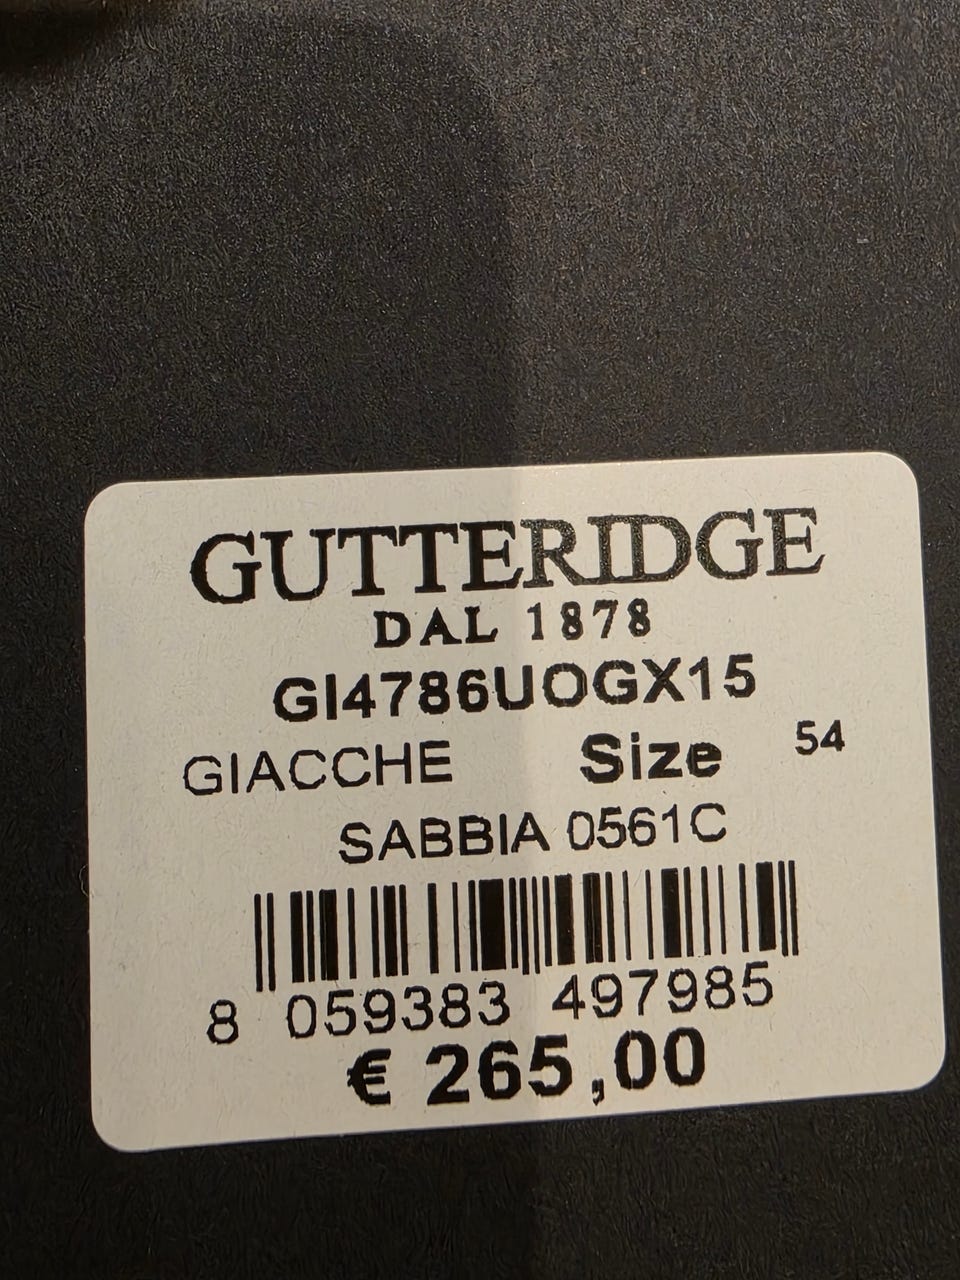 GUTTERIDGE
DAL 1878
GI4786UOGX15
GIACCHE Size 54
SABBIA 0561C
8 059383 497985
€ 265,00